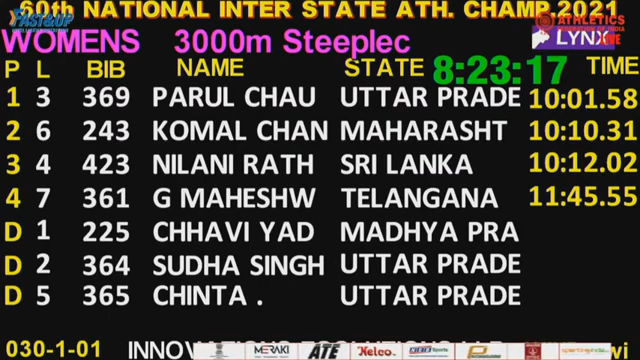 60th NATIONAL INTER STATE ATH. CHAMP.2021
FAST&UP
ATHLETICS
LIVE
WOMENS 3000m Steeplec
LYNX
P L BIB NAME STATE 8:23:17 TIME
1 3 369 PARUL CHAU UTTAR PRADE 10:01.58
2 6 243 KOMAL CHAN MAHARASHT 10:10.31
3 4 423 NILANI RATH SRI LANKA 10:12.02
4 7 361 G MAHESHW TELANGANA 11:45.55
D 1 225 CHHAVI YAD MADHYA PRA
D 2 364 SUDHA SINGH UTTAR PRADE
D 5 365 CHINTA . UTTAR PRADE
030-1-01
MERAKI ATE Nelco